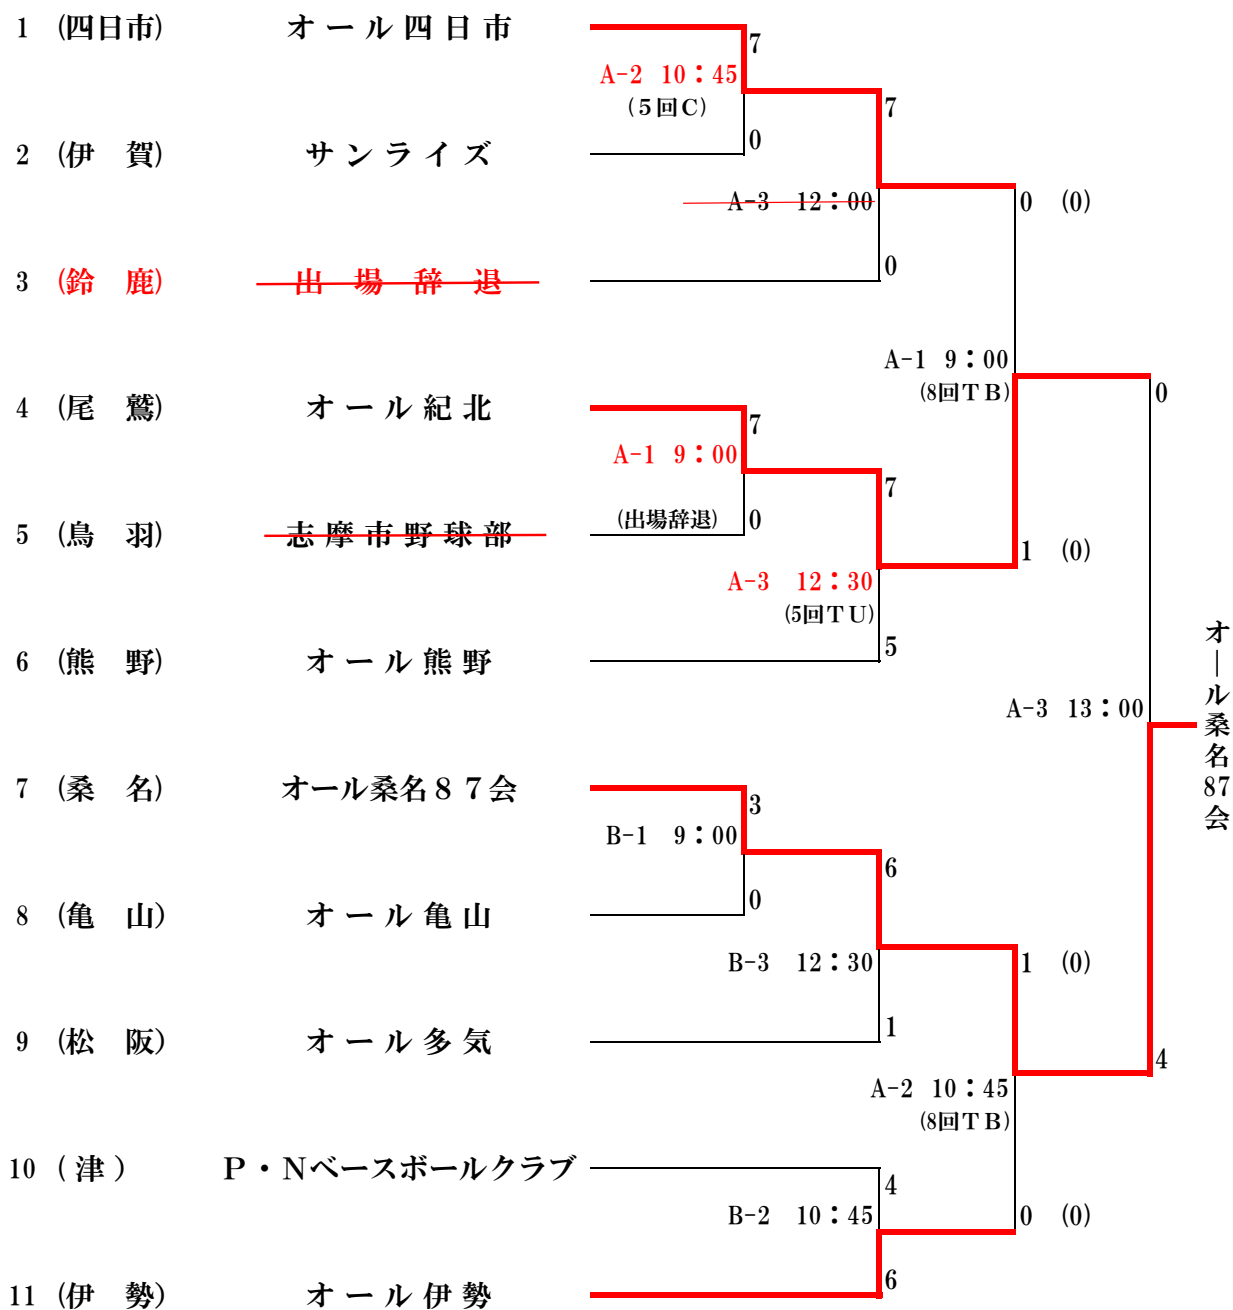 1 (四日市) オール四日市
7
A-2 10：45
(５回Ｃ)
7
0
2 (伊　賀) サンライズ
A-3 12：00
0 (0)
0
3 (鈴　鹿) 出　場　辞　退
A-1 9：00
(8回ＴＢ)
0
4 (尾　鷲) オール紀北
7
A-1 9：00
7
(出場辞退)
0
5 (鳥　羽) 志摩市野球部
1 (0)
A-3 12：30
(5回ＴＵ)
5
6 (熊　野) オール熊野
A-3 13：00
オール桑名87会
7 (桑　名) オール桑名８７会
3
B-1 9：00
6
0
8 (亀　山) オール亀山
B-3 12：30
1 (0)
1
9 (松　阪) オール多気
4
A-2 10：45
(8回ＴＢ)
10 (津) Ｐ・Ｎベースボールクラブ
4
B-2 10：45
0 (0)
6
11 (伊　勢) オール伊勢